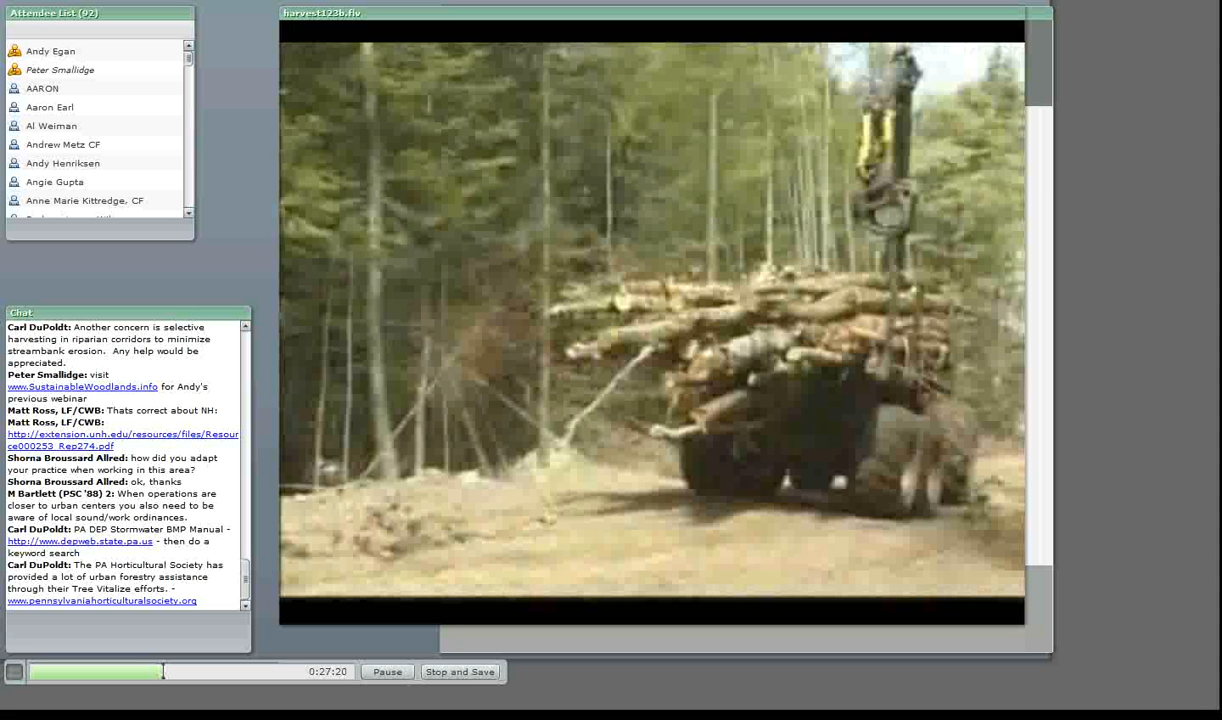 Attendee List (92)
Andy Egan
Peter Smallidge
AARON
Aaron Earl
Al Weiman
Andrew Metz CF
Andy Henriksen
Angie Gupta
Anne Marie Kittredge, CF
harvest123b.flv
Chat
Carl DuPoldt: Another concern is selective
harvesting in riparian corridors to minimize
streambank erosion.  Any help would be
appreciated.
Peter Smallidge: visit
www.SustainableWoodlands.info for Andy's
previous webinar
Matt Ross, LF/CWB: Thats correct about NH:
Matt Ross, LF/CWB:
http://extension.unh.edu/resources/files/Resour
ce000253_Rep274.pdf
Shorna Broussard Allred: how did you adapt
your practice when working in this area?
Shorna Broussard Allred: ok, thanks
M Bartlett (PSC '88) 2: When operations are
closer to urban centers you also need to be
aware of local sound/work ordinances.
Carl DuPoldt: PA DEP Stormwater BMP Manual -
http://www.depweb.state.pa.us - then do a
keyword search
Carl DuPoldt: The PA Horticultural Society has
provided a lot of urban forestry assistance
through their Tree Vitalize efforts. -
www.pennsylvaniahorticulturalsociety.org
0:27:20
Pause
Stop and Save